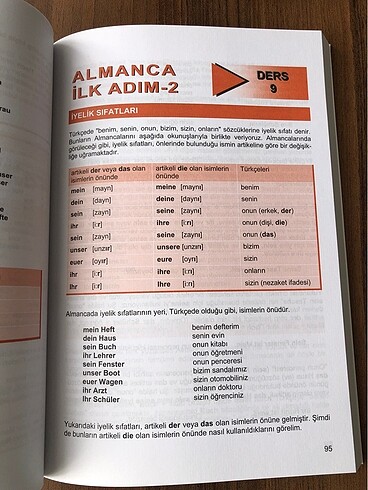 ALMANCA
İLK ADIM-2
DERS
9
İYELİK SIFATLARI
Türkçede "benim, senin, onun, bizim, sizin, onların" sözcüklerine iyelik sıfatı denir.
Bunların Almancalarını aşağıda okunuşlarıyla birlikte veriyoruz. Almancalarında
görüleceği gibi, iyelik sıfatları, önlerinde bulunduğu ismin artikeline göre bir değişik-
liğe uğramaktadır.
artikeli der veya das olan isimlerin önünde artikeli die olan isimlerin önünde Türkçeleri
mein [mayn] meine [maynı] benim
dein [dayn] deine [daynı] senin
sein [zayn] seine [zaynı] onun (erkek, der)
ihr [i:r] ihre [i:rı] onun (dişi, die)
sein [zayn] seine [zaynı] onun (das)
unser [unzır] unsere [unzırı] bizim
euer [oyır] eure [oyrı] sizin
ihr [i:r] ihre [i:rı] onların
Ihr [i:r] Ihre [i:rı] sizin (nezaket ifadesi)
Almancada iyelik sıfatlarının yeri, Türkçede olduğu gibi, isimlerin önüdür.
mein Heft benim defterim
dein Haus senin evin
sein Buch onun kitabı
ihr Lehrer onun öğretmeni
sein Fenster onun penceresi
unser Boot bizim sandalımız
euer Wagen sizin otomobiliniz
ihr Arzt onların doktoru
Ihr Schüler sizin öğrenciniz
Yukarıdaki iyelik sıfatları, artikeli der veya das olan isimlerin önüne gelmiştir. Şimdi
de bunların artikeli die olan isimlerin önünde nasıl kullanıldıklarını görelim.
95